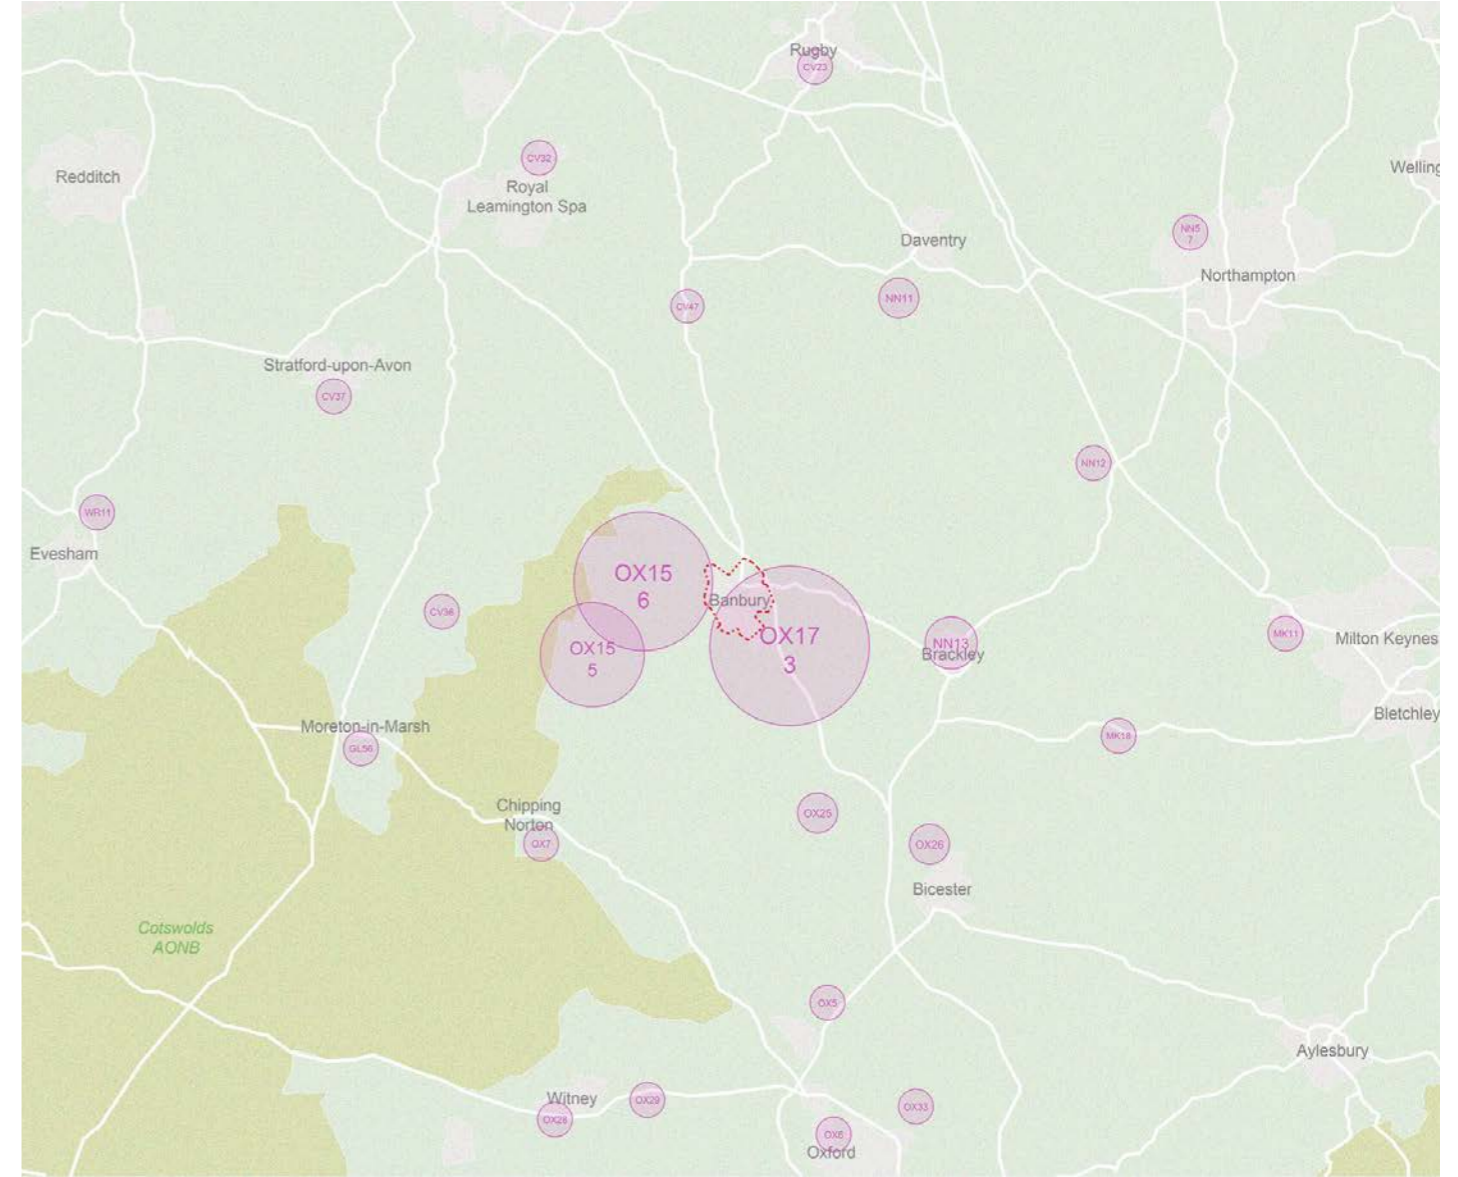 Rugby
CV23
Redditch
CV32
Royal
Leamington Spa
Welling
Daventry
NN5
7
Northampton
NN11
CV47
Stratford-upon-Avon
CV37
NN12
WR11
Evesham
OX15
6
Banbury
CV36
OX17
3
OX15
5
NN13
Brackley
MK11
Milton Keynes
Bletchley
Moreton-in-Marsh
GL56
MK18
Chipping
Norton
OX7
OX25
OX26
Bicester
Cotswolds
AONB
OX5
Aylesbury
Witney
OX28
OX29
OX33
Oxford